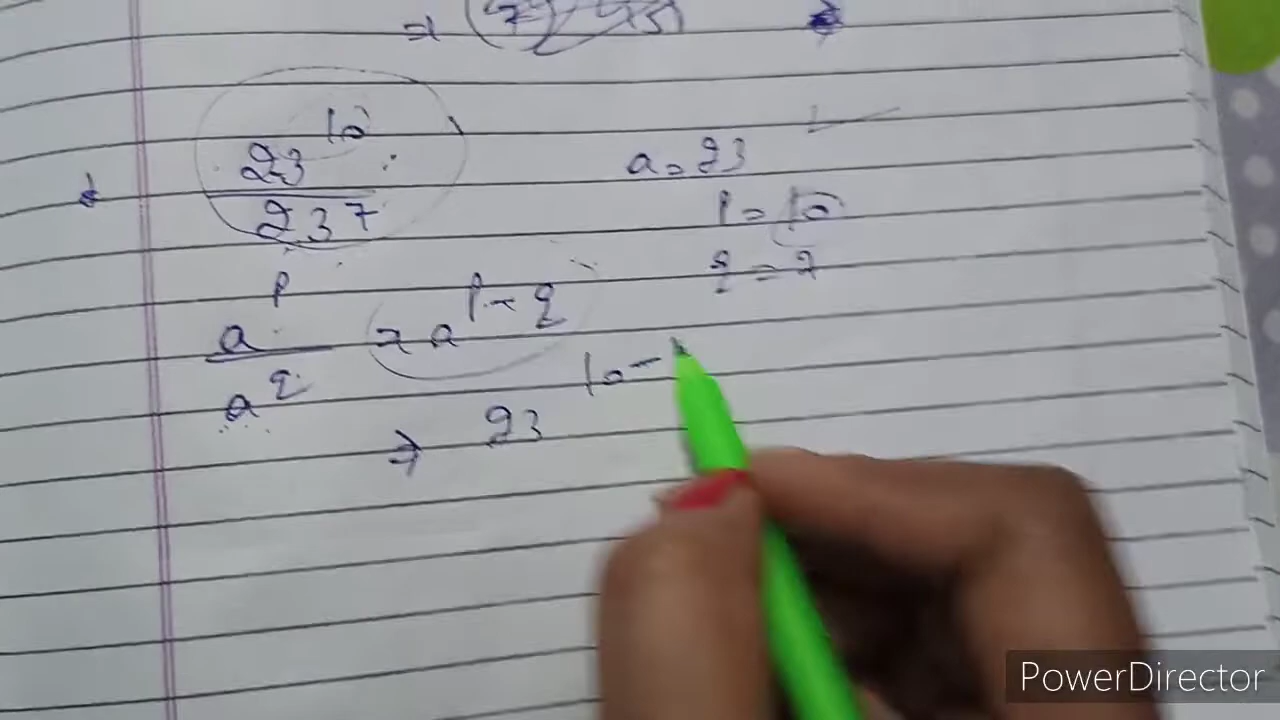 23^10
23^7
a = 23
p = 10
q = 7
a^p
a^q
= a^p-q
⇒ 23^10-
PowerDirector